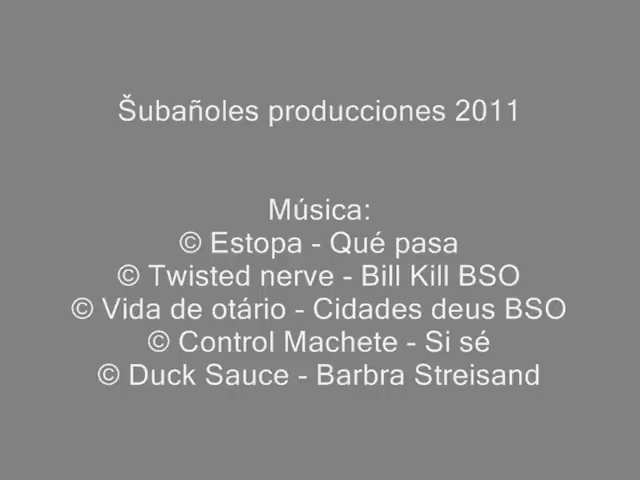 Šubañoles producciones 2011
Música:
© Estopa - Qué pasa
© Twisted nerve - Bill Kill BSO
© Vida de otário - Cidades deus BSO
© Control Machete - Si sé
© Duck Sauce - Barbra Streisand